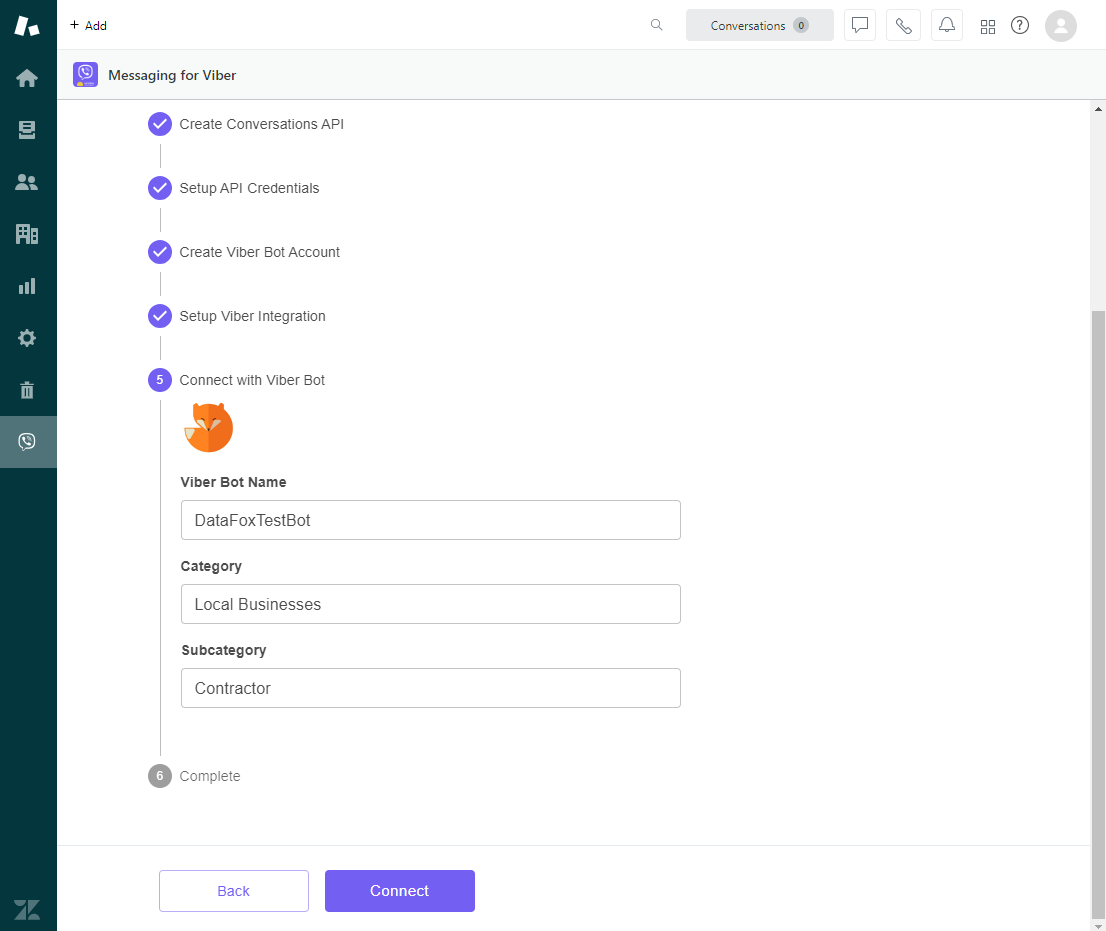 + Add
Conversations 0
Messaging for Viber
Create Conversations API
Setup API Credentials
Create Viber Bot Account
Setup Viber Integration
5 Connect with Viber Bot
Viber Bot Name
DataFoxTestBot
Category
Local Businesses
Subcategory
Contractor
6 Complete
Back
Connect